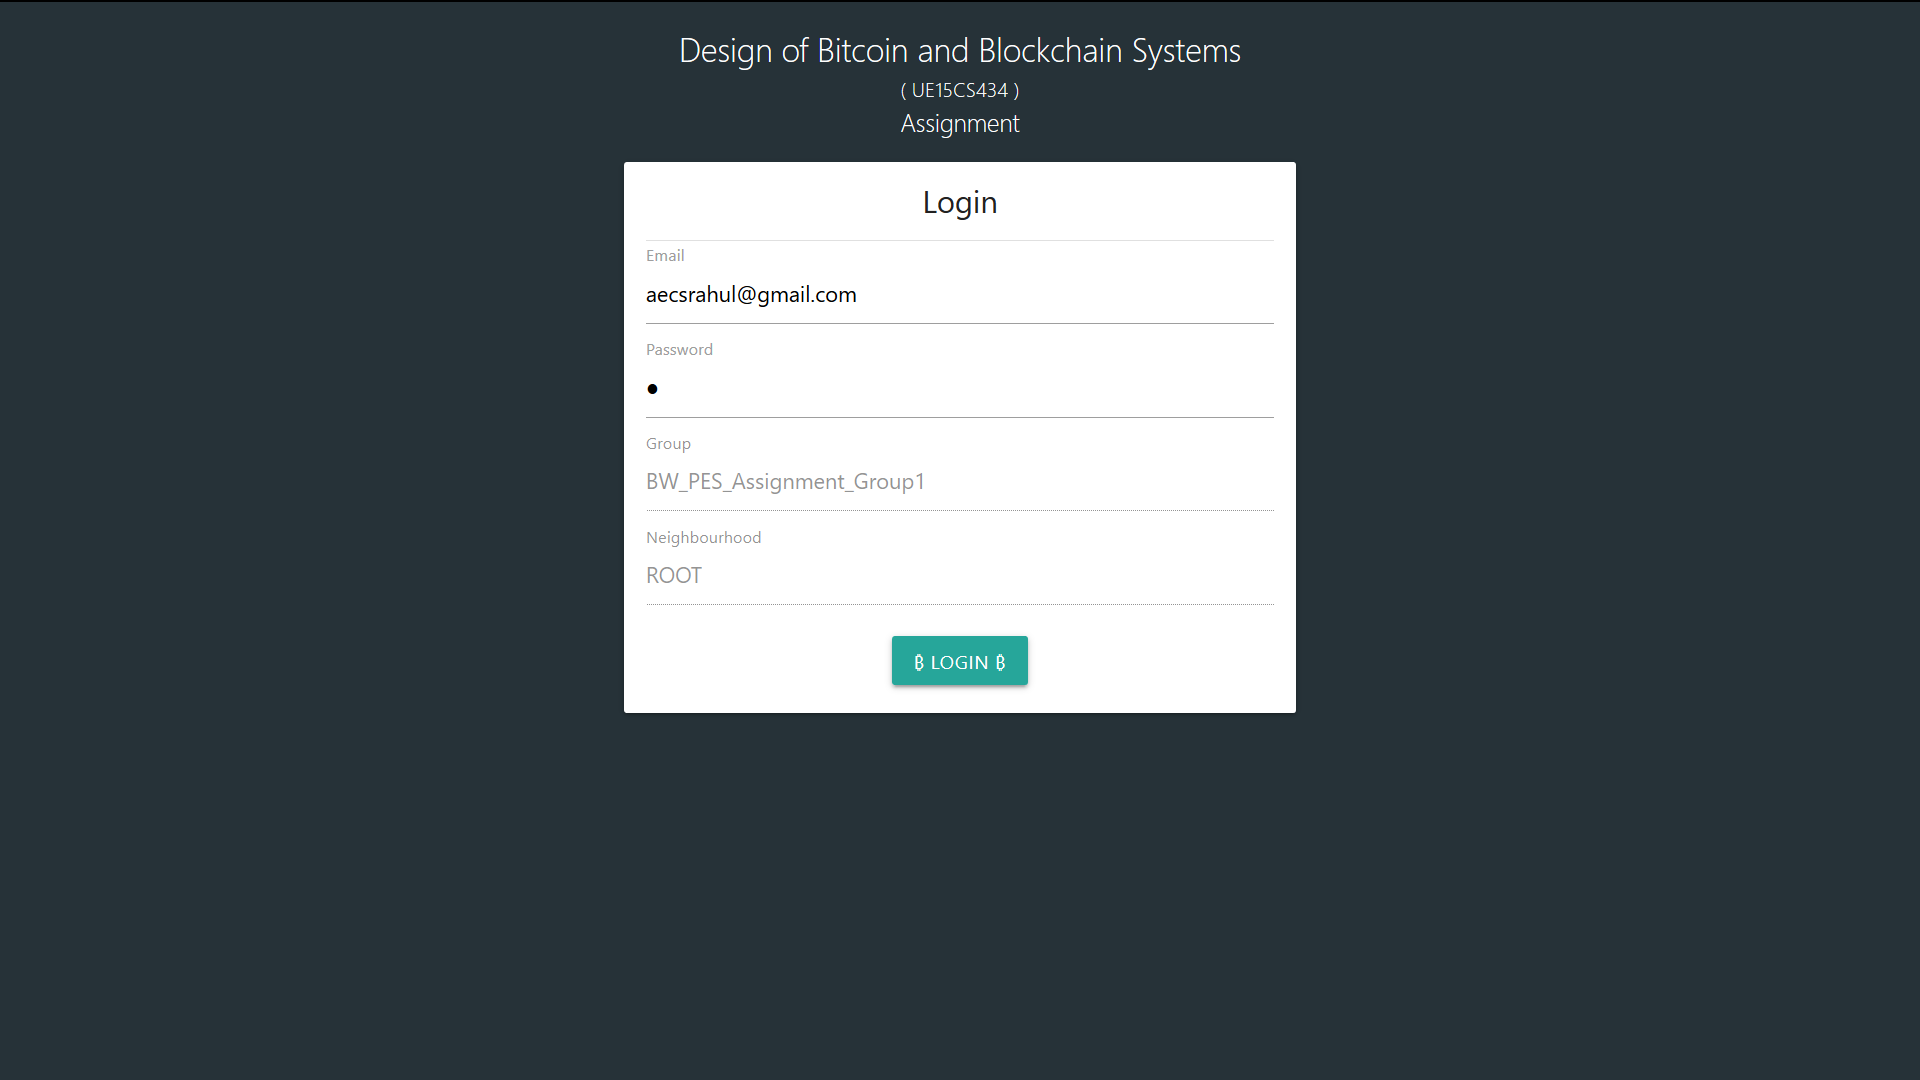 Design of Bitcoin and Blockchain Systems
( UE15CS434 )
Assignment
Login
Email
aecsrahul@gmail.com
Password
●
Group
BW_PES_Assignment_Group1
Neighbourhood
ROOT
₿ LOGIN ₿